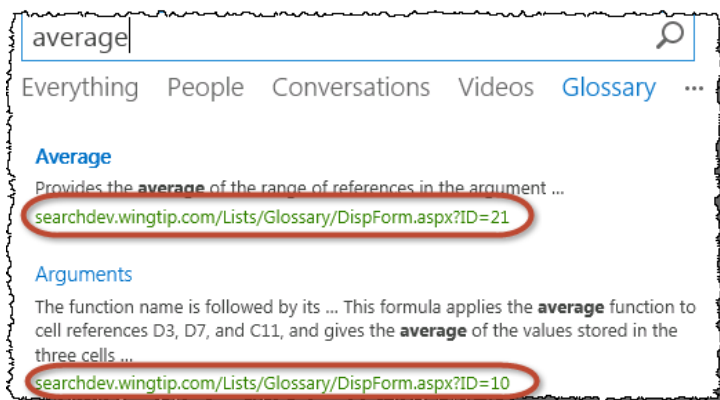 average
Everything People Conversations Videos Glossary ...
Average
Provides the average of the range of references in the argument ...
searchdev.wingtip.com/Lists/Glossary/DispForm.aspx?ID=21
Arguments
The function name is followed by its ... This formula applies the average function to
cell references D3, D7, and C11, and gives the average of the values stored in the
three cells ...
searchdev.wingtip.com/Lists/Glossary/DispForm.aspx?ID=10